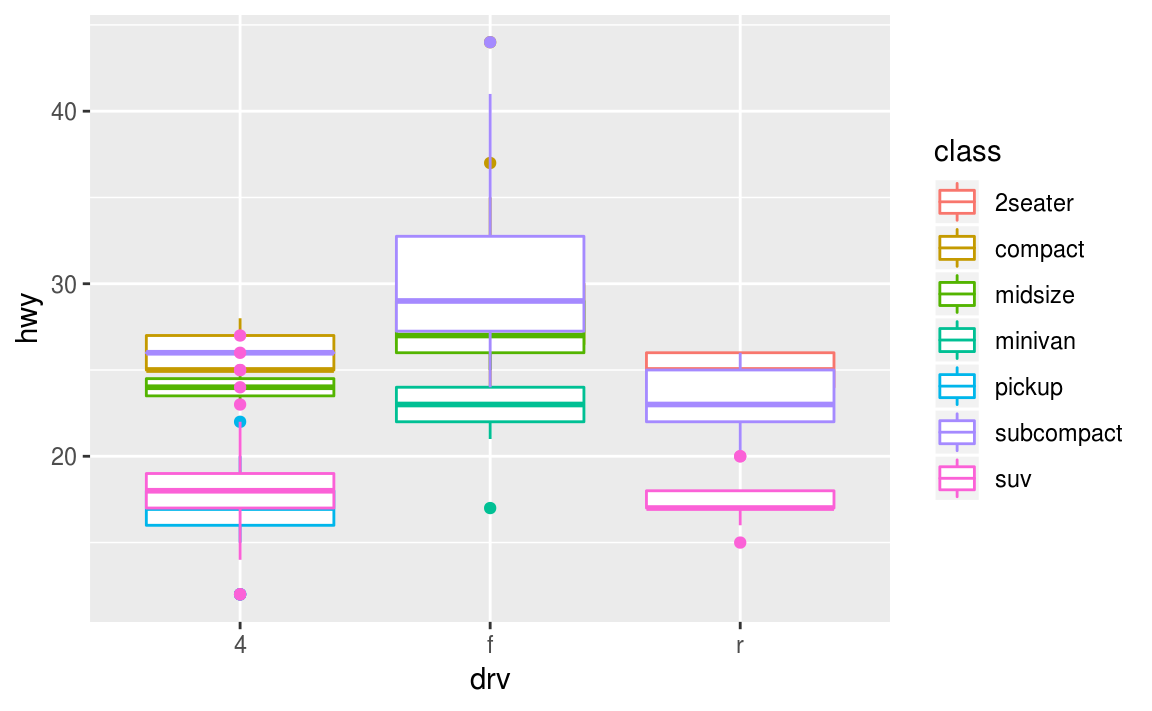 40
30
20
hwy
4 f r
drv
class
2seater
compact
midsize
minivan
pickup
subcompact
suv